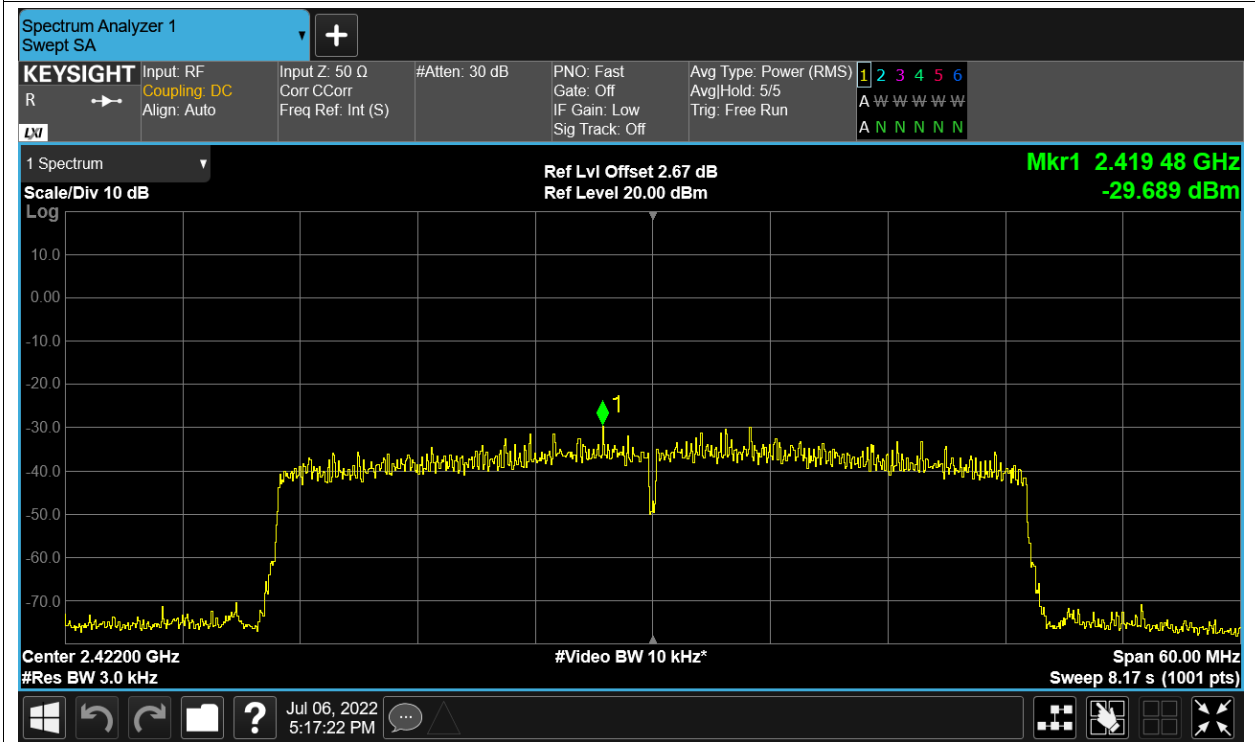 Spectrum Analyzer 1
Swept SA
+
KEYSIGHT
R
LXI
Input: RF
Coupling: DC
Align: Auto
Input Z: 50 Ω
Corr CCorr
Freq Ref: Int (S)
#Atten: 30 dB
PNO: Fast
Gate: Off
IF Gain: Low
Sig Track: Off
Avg Type: Power (RMS)
Avg|Hold: 5/5
Trig: Free Run
1 2 3 4 5 6
A W W W W W
A N N N N N
1 Spectrum
Scale/Div 10 dB
Log
Ref Lvl Offset 2.67 dB
Ref Level 20.00 dBm
Mkr1 2.419 48 GHz
-29.689 dBm
10.0
0.00
-10.0
-20.0
-30.0
-40.0
-50.0
-60.0
-70.0
1
Center 2.42200 GHz
#Res BW 3.0 kHz
#Video BW 10 kHz*
Span 60.00 MHz
Sweep 8.17 s (1001 pts)
?
Jul 06, 2022
5:17:22 PM